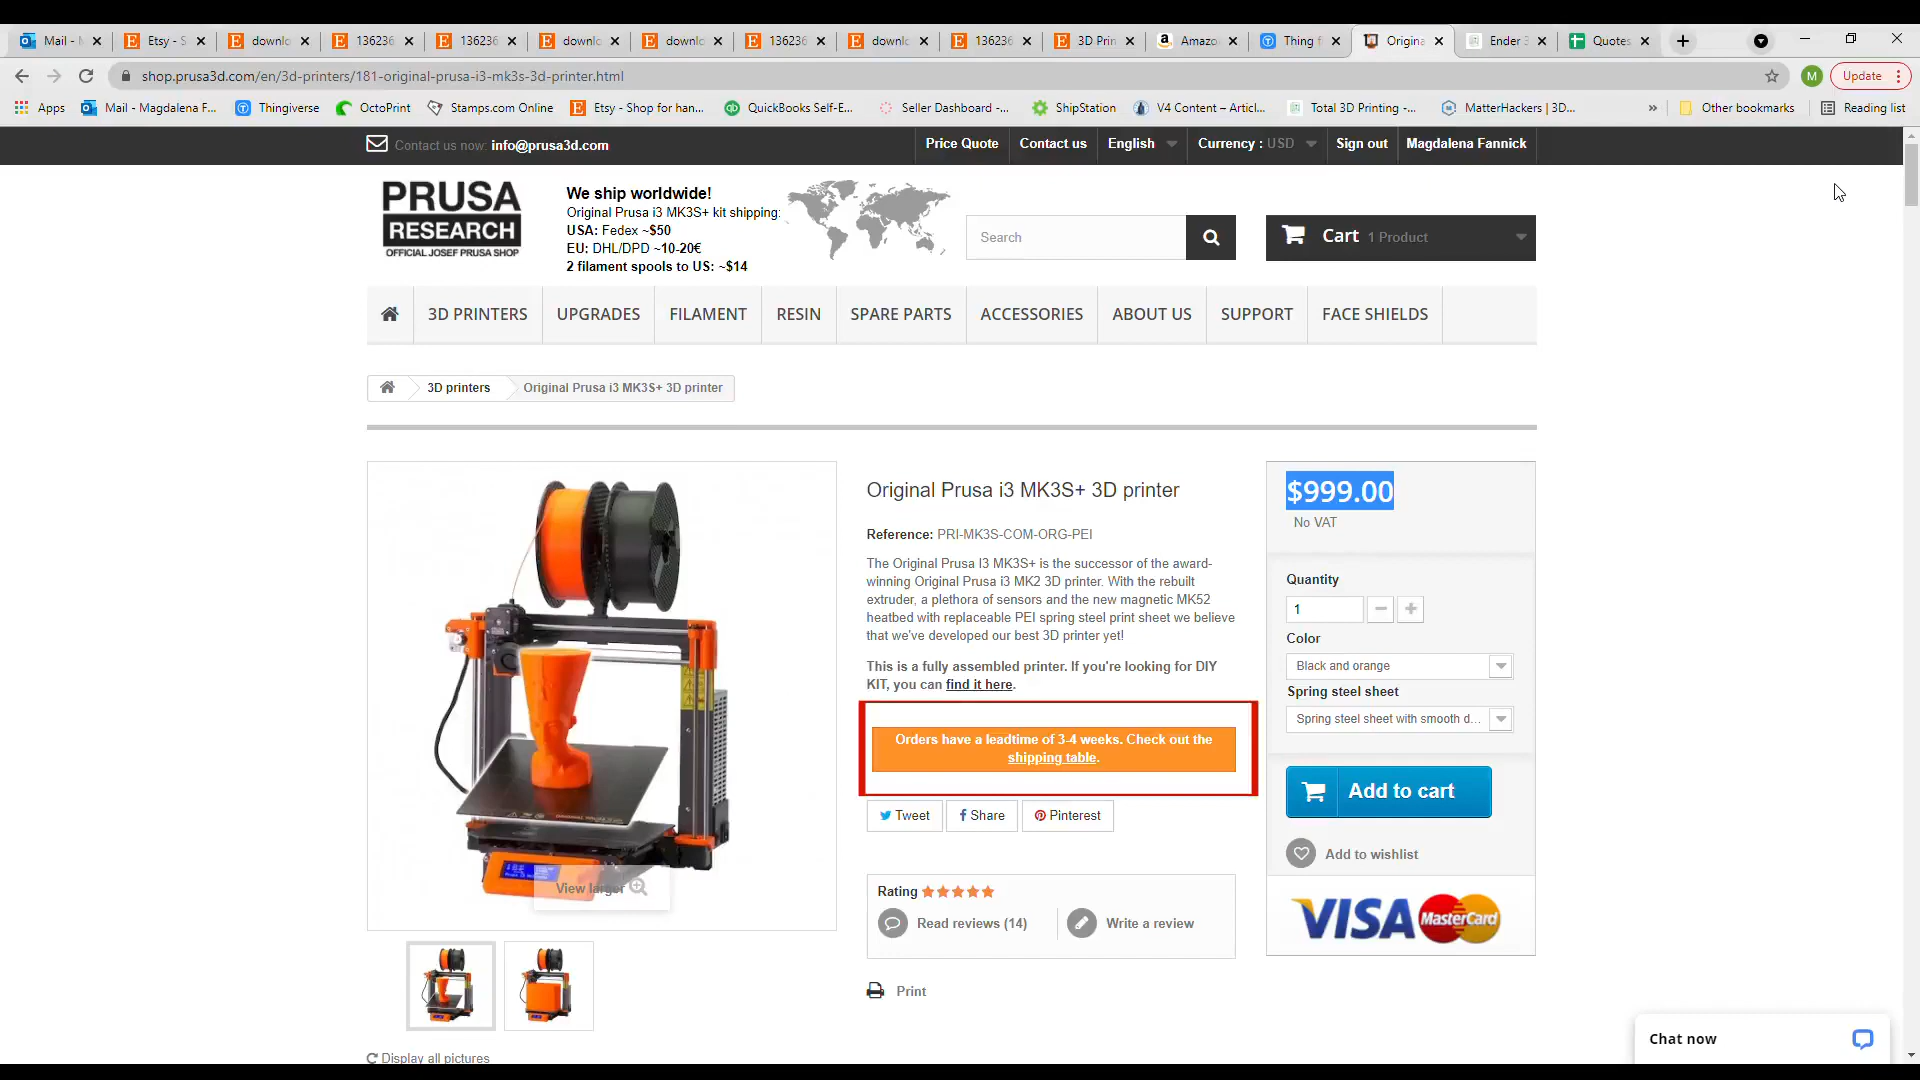 Mail -
Etsy - S
downlo
136236
136236
downlo
downlo
136236
downlo
136236
3D Prin
Amazo
Thing f
Origina
Ender 3
Quotes
shop.prusa3d.com/en/3d-printers/181-original-prusa-i3-mk3s-3d-printer.html
M
Update
Apps
Mail - Magdalena F...
Thingiverse
OctoPrint
Stamps.com Online
Etsy - Shop for han...
QuickBooks Self-E...
Seller Dashboard -...
ShipStation
V4 Content – Articl...
Total 3D Printing -...
MatterHackers | 3D...
»
Other bookmarks
Reading list
Contact us now: info@prusa3d.com
Price Quote
Contact us
English
Currency : USD
Sign out
Magdalena Fannick
PRUSA
RESEARCH
OFFICIAL JOSEF PRUSA SHOP
We ship worldwide!
Original Prusa i3 MK3S+ kit shipping:
USA: Fedex ~$50
EU: DHL/DPD ~10-20€
2 filament spools to US: ~$14
Search
Cart 1 Product
3D PRINTERS
UPGRADES
FILAMENT
RESIN
SPARE PARTS
ACCESSORIES
ABOUT US
SUPPORT
FACE SHIELDS
3D printers
Original Prusa i3 MK3S+ 3D printer
Original Prusa i3 MK3S+ 3D printer
Reference: PRI-MK3S-COM-ORG-PEI
The Original Prusa I3 MK3S+ is the successor of the award-
winning Original Prusa i3 MK2 3D printer. With the rebuilt
extruder, a plethora of sensors and the new magnetic MK52
heatbed with replaceable PEI spring steel print sheet we believe
that we've developed our best 3D printer yet!
This is a fully assembled printer. If you're looking for DIY
KIT, you can find it here.
Orders have a leadtime of 3-4 weeks. Check out the
shipping table.
Tweet
Share
Pinterest
Rating
Read reviews (14)
Write a review
Print
$999.00
No VAT
Quantity
1
Color
Black and orange
Spring steel sheet
Spring steel sheet with smooth d...
Add to cart
Add to wishlist
VISA
MasterCard
View larger
Display all pictures
Chat now